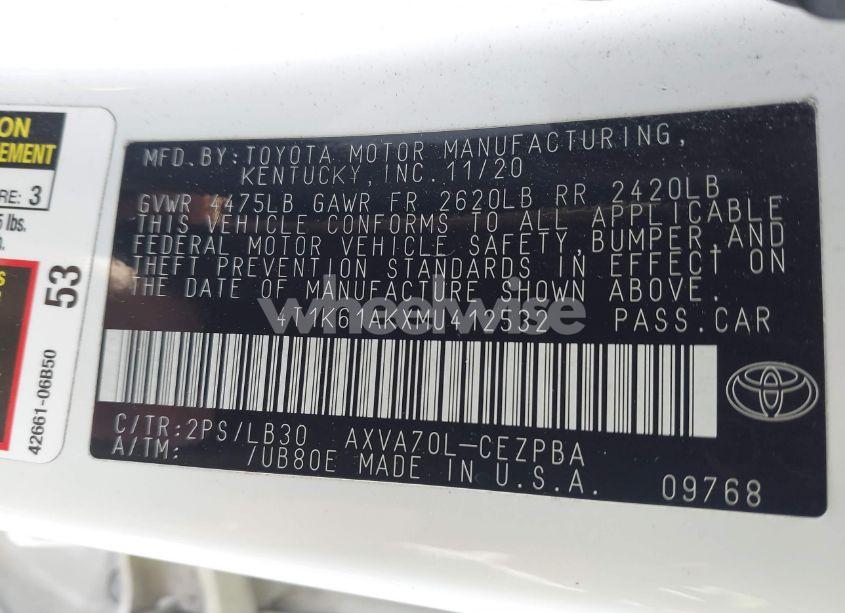 ON
EMENT
RE: 3
5 lbs.
53
42661-06B50
MFD. BY: TOYOTA MOTOR MANUFACTURING,
KENTUCKY, INC. 11/20
GVWR 4475LB GAWR FR 2620LB RR 2420LB
THIS VEHICLE CONFORMS TO ALL APPLICABLE
FEDERAL MOTOR VEHICLE SAFETY, BUMPER, AND
THEFT PREVENTION STANDARDS IN EFFECT ON
THE DATE OF MANUFACTURE SHOWN ABOVE.
wheelwise
PASS. CAR
C/TR: 2PS/LB30 AXVA70L-CEZPBA
A/TM: /UB80E MADE IN U.S.A.
09768